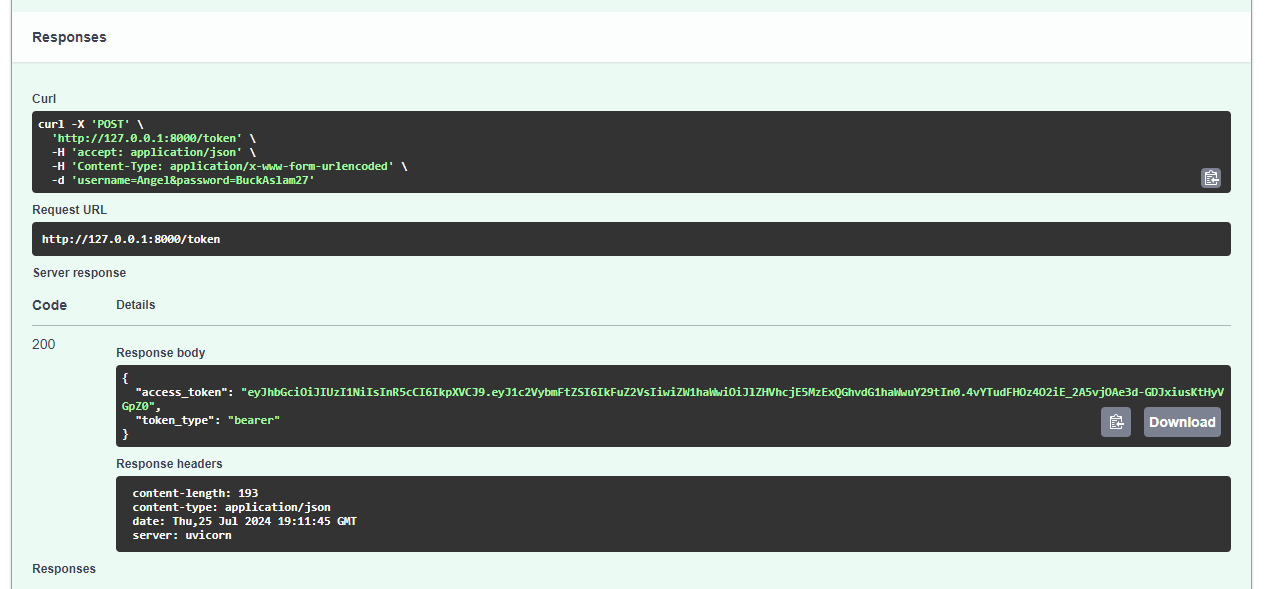 Responses
Curl
curl -X 'POST' \
'http://127.0.0.1:8000/token' \
-H 'accept: application/json' \
-H 'Content-Type: application/x-www-form-urlencoded' \
-d 'username=Angel&password=BuckAslam27'
Request URL
http://127.0.0.1:8000/token
Server response
Code Details
200
Response body
{
"access_token": "eyJhbGciOiJIUzI1NiIsInR5cCI6IkpXVCJ9.eyJ1c2VybmFtZSI6IkFuZ2VsIiwiZW1haWwiOiJlZHVhcjE5MzExQGhvdG1haWwuY29tIn0.4vYTudFHOz4O2iE_2A5vjOAe3d-GDJxiusKtHyV
GpZ0",
"token_type": "bearer"
}
Download
Response headers
content-length: 193
content-type: application/json
date: Thu,25 Jul 2024 19:11:45 GMT
server: uvicorn
Responses